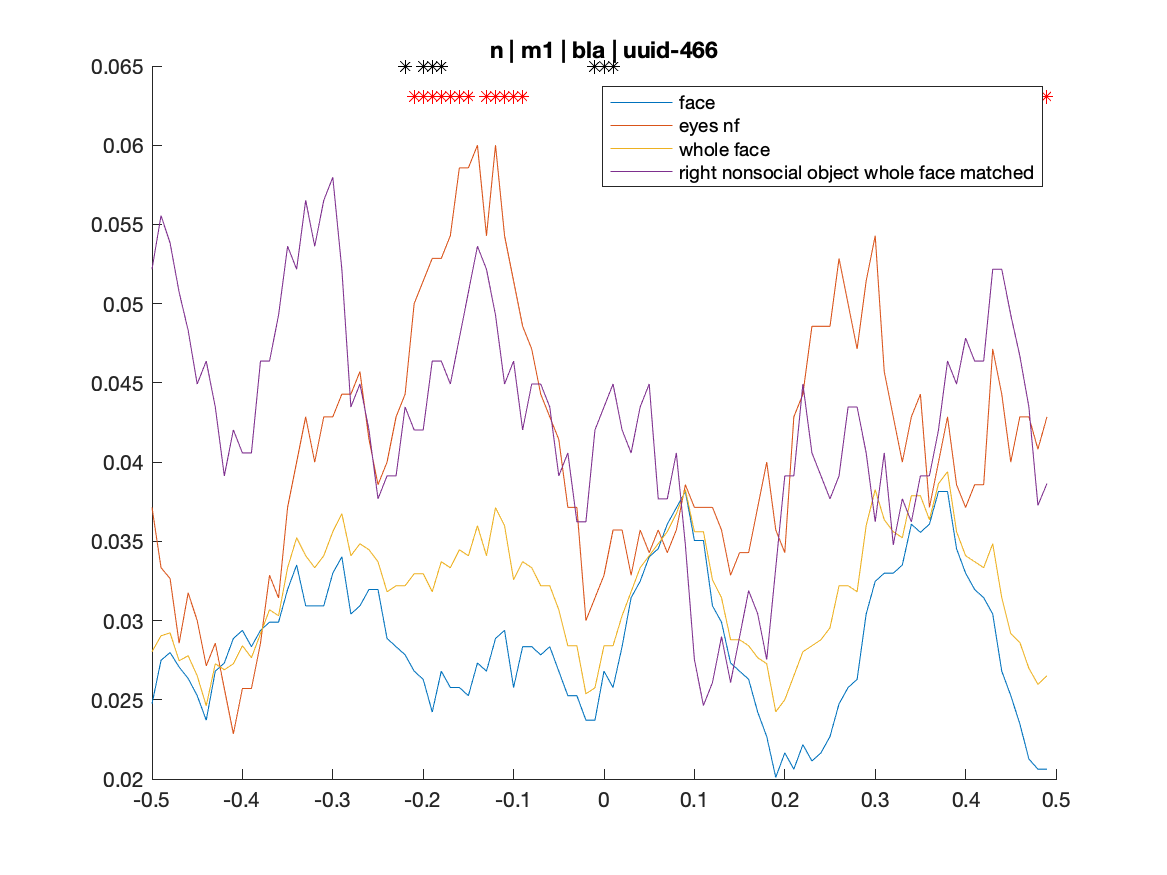 n | m1 | bla | uuid-466
0.065
0.06
0.055
0.05
0.045
0.04
0.035
0.03
0.025
0.02
face
eyes nf
whole face
right nonsocial object whole face matched
-0.5 -0.4 -0.3 -0.2 -0.1 0 0.1 0.2 0.3 0.4 0.5